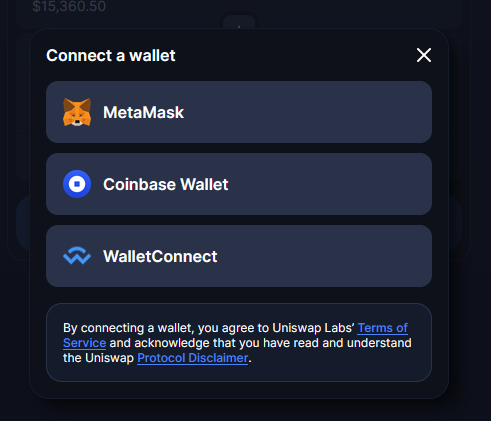 $15,360.50
Connect a wallet
MetaMask
Coinbase Wallet
WalletConnect
By connecting a wallet, you agree to Uniswap Labs’ Terms of
Service and acknowledge that you have read and understand
the Uniswap Protocol Disclaimer.